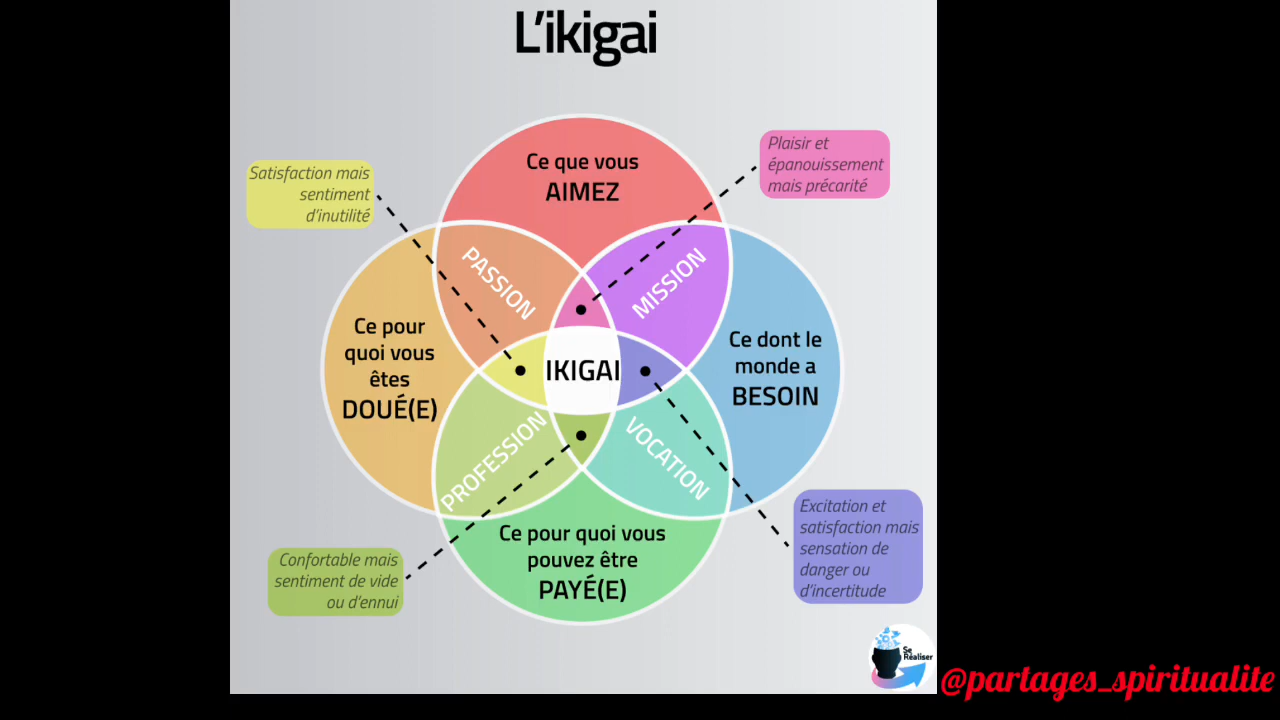 L'ikigai
Ce que vous
AIMEZ
Plaisir et
épanouissement
mais précarité
Satisfaction mais
sentiment
d'inutilité
PASSION
MISSION
Ce pour
quoi vous
êtes
DOUÉ(E)
IKIGAI
Ce dont le
monde a
BESOIN
PROFESSION
VOCATION
Ce pour quoi vous
pouvez être
PAYÉ(E)
Excitation et
satisfaction mais
sensation de
danger ou
d'incertitude
Confortable mais
sentiment de vide
ou d'ennui
Se
Réaliser
@partages_spiritualite